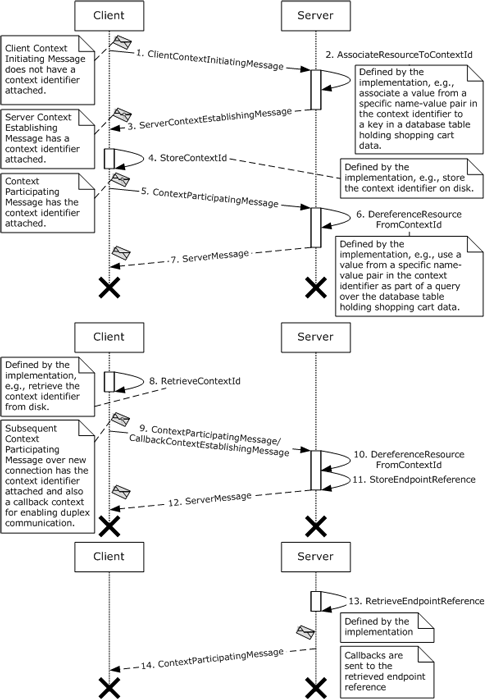 Client
Server
Client Context
Initiating Message
does not have a
context identifier
attached.
1. ClientContextInitiatingMessage
2. AssociateResourceToContextId
Defined by the
implementation, e.g.,
associate a value from a
specific name-value pair in
the context identifier to
a key in a database table
holding shopping cart
data.
Server Context
Establishing
Message has a
context identifier
attached.
3. ServerContextEstablishingMessage
4. StoreContextId
Defined by the
implementation, e.g., store
the context identifier on disk.
Context
Participating
Message has the
context identifier
attached.
5. ContextParticipatingMessage
6. DereferenceResource
FromContextId
Defined by the
implementation, e.g., use a
value from a specific name-
value pair in the context
identifier as part of a query
over the database table
holding shopping cart data.
7. ServerMessage
Client
Server
Defined by the
implementation,
e.g., retrieve the
context identifier
from disk.
8. RetrieveContextId
Subsequent
Context
Participating
Message over new
connection has the
context identifier
attached and also
a callback context
for enabling duplex
communication.
9. ContextParticipatingMessage/
CallbackContextEstablishingMessage
10. DereferenceResource
FromContextId
11. StoreEndpointReference
12. ServerMessage
Client
Server
13. RetrieveEndpointReference
Defined by the
implementation
14. ContextParticipatingMessage
Callbacks are
sent to the
retrieved endpoint
reference